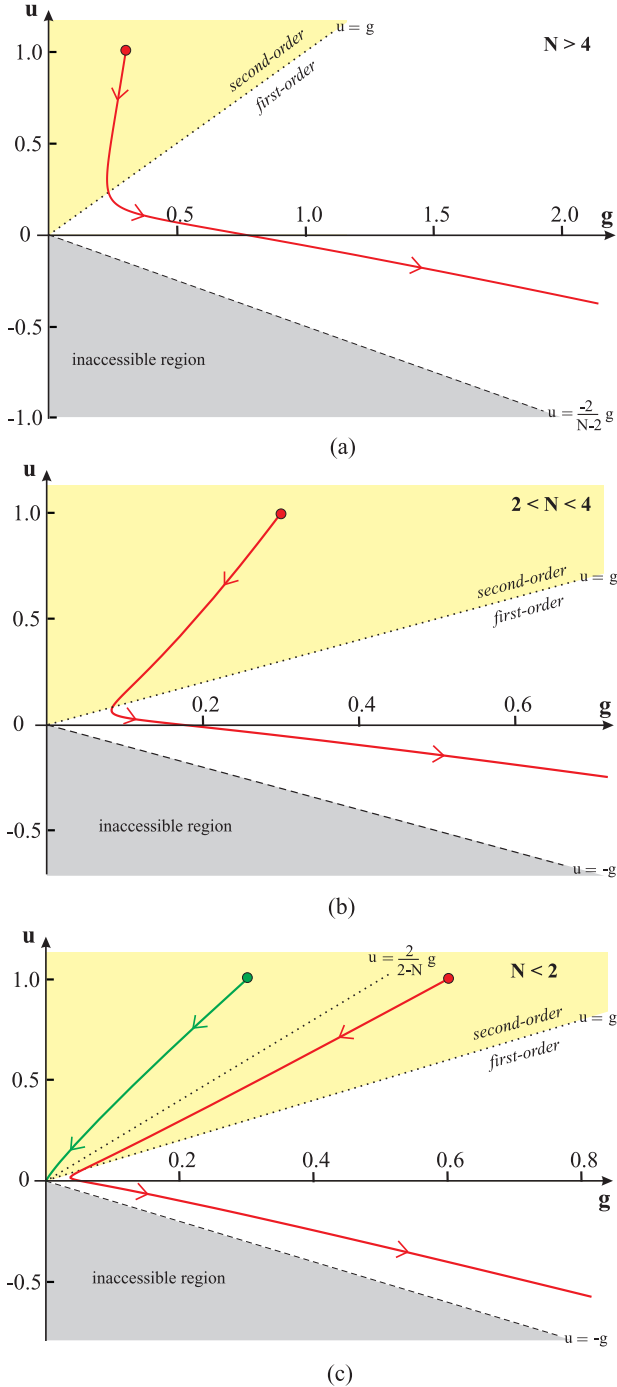 u
u = g
N > 4
1.0
second-order
first-order
0.5
0.5
1.0
1.5
2.0
g
0
-0.5
inaccessible region
-1.0
u = -2/N-2 g
(a)
u
1.0
2 < N < 4
second-order
u = g
first-order
0.5
0.2
0.4
0.6
g
0
inaccessible region
-0.5
u = -g
(b)
u
u = 2/2-N g
N < 2
1.0
second-order
u = g
first-order
0.5
0.2
0.4
0.6
0.8
0
g
inaccessible region
-0.5
u = -g
(c)